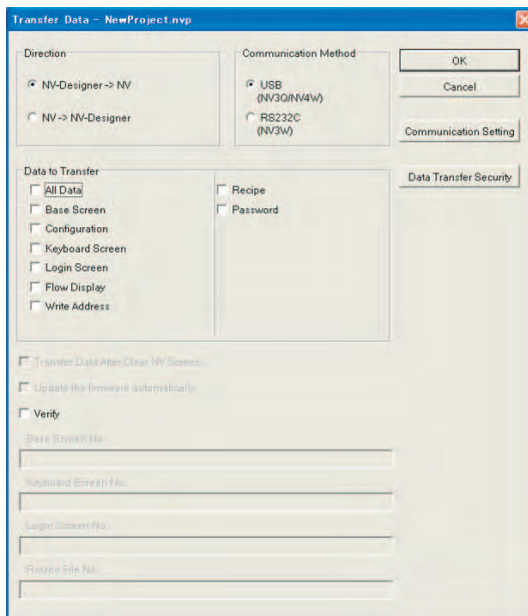 Transfer Data - NewProject.nvp
Direction
NV-Designer -> NV
NV -> NV-Designer
Communication Method
USB
(NV3Q/NV4W)
RS232C
(NV3W)
OK
Cancel
Communication Setting
Data Transfer Security
Data to Transfer
All Data
Base Screen
Configuration
Keyboard Screen
Login Screen
Flow Display
Write Address
Recipe
Password
Transfer Data After Clear NV Screen
Update the firmware automatically
Verify
Base Screen No.
Keyboard Screen No.
Login Screen No.
Recipe File No.